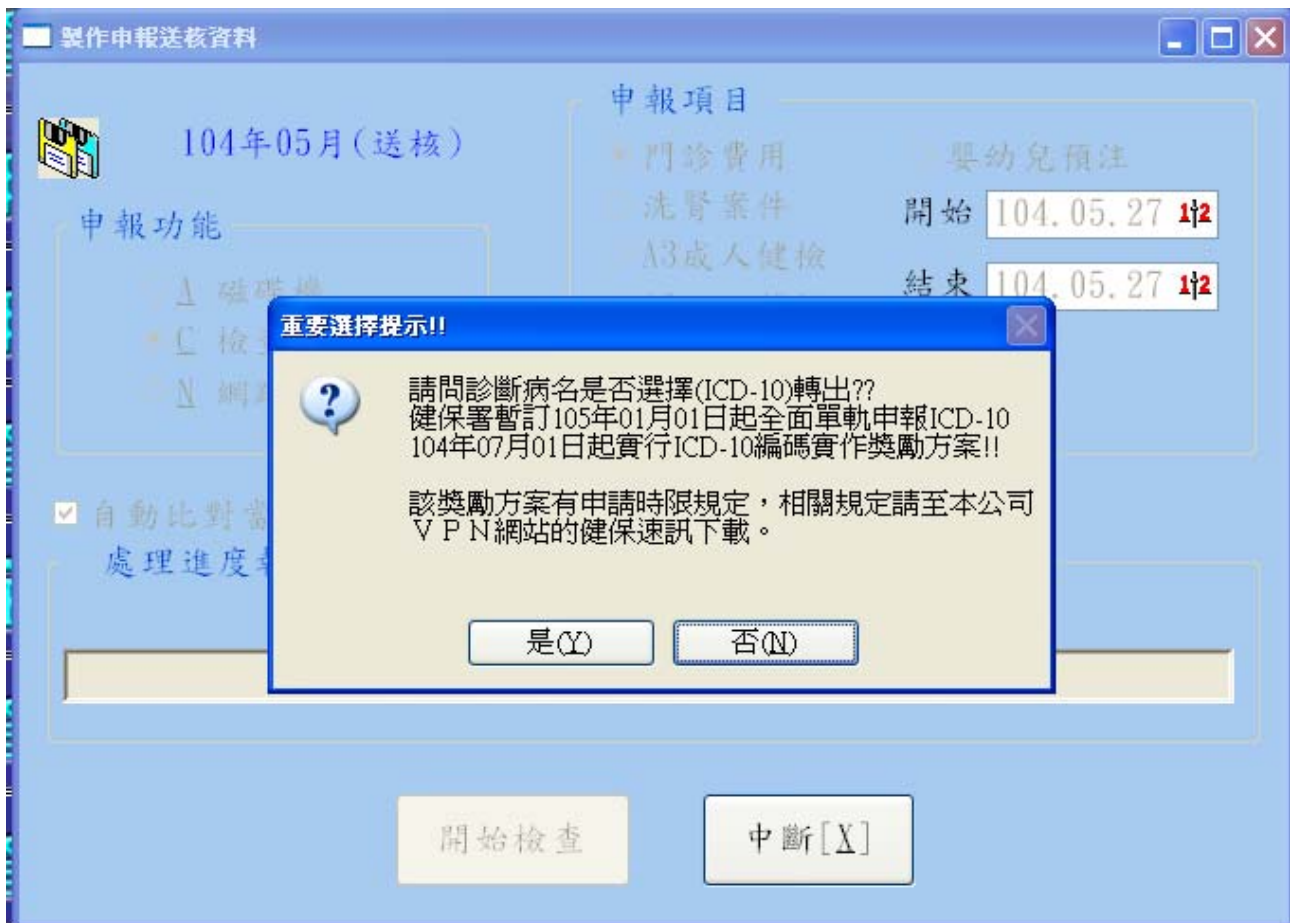 製作申報送核資料
104年05月(送核)
申報項目
門診費用
嬰幼兒預注
洗腎案件
A3成人健檢
開始 104.05.27
結束 104.05.27
申報功能
A 磁碟機
C 檢
N 網
重要選擇提示!!
請問診斷病名是否選擇(ICD-10)轉出??
健保署暫訂105年01月01日起全面單軌申報ICD-10
104年07月01日起實行ICD-10編碼實作獎勵方案!!
該獎勵方案有申請時限規定，相關規定請至本公司
ＶＰＮ網站的健保速訊下載。
是(Y)
否(N)
自動比對當
處理進度
開始檢查
中斷[X]